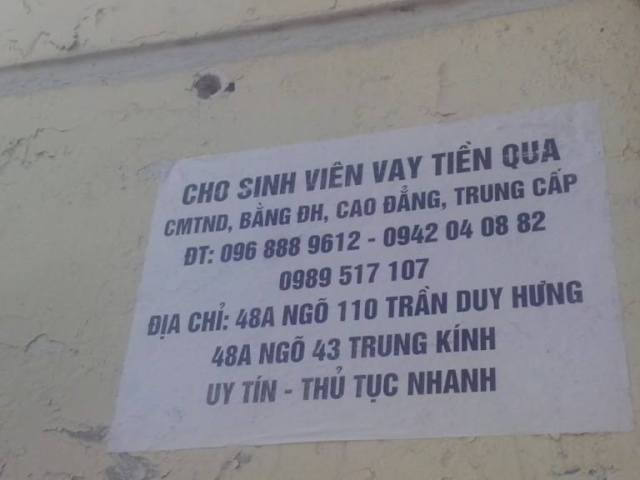 CHO SINH VIÊN VAY TIỀN QUA
CMTND, BẰNG ĐH, CAO ĐẲNG, TRUNG CẤP
ĐT: 096 888 9612 - 0942 04 08 82
0989 517 107
ĐỊA CHỈ: 48A NGÕ 110 TRẦN DUY HƯNG
48A NGÕ 43 TRUNG KÍNH
UY TÍN - THỦ TỤC NHANH